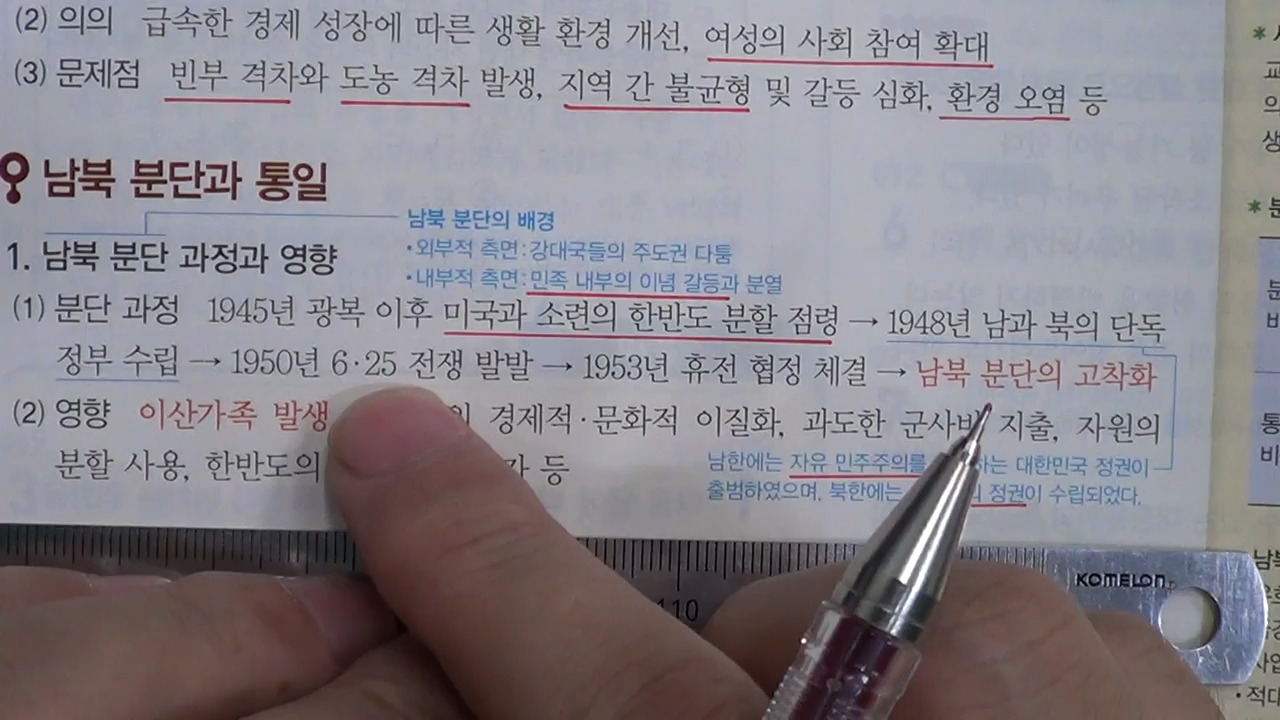 (2) 의의 급속한 경제 성장에 따른 생활 환경 개선, 여성의 사회 참여 확대
(3) 문제점 빈부 격차와 도농 격차 발생, 지역 간 불균형 및 갈등 심화, 환경 오염 등
남북 분단과 통일
남북 분단의 배경
1. 남북 분단 과정과 영향
•외부적 측면: 강대국들의 주도권 다툼
•내부적 측면: 민족 내부의 이념 갈등과 분열
(1) 분단 과정 1945년 광복 이후 미국과 소련의 한반도 분할 점령 → 1948년 남과 북의 단독
정부 수립 → 1950년 6·25 전쟁 발발 → 1953년 휴전 협정 체결 → 남북 분단의 고착화
(2) 영향 이산가족 발생 경제적·문화적 이질화, 과도한 군사비 지출, 자원의
분할 사용, 한반도의 등
남한에는 자유 민주주의를 하는 대한민국 정권이
출범하였으며, 북한에는 정권이 수립되었다.
110
KOMELON